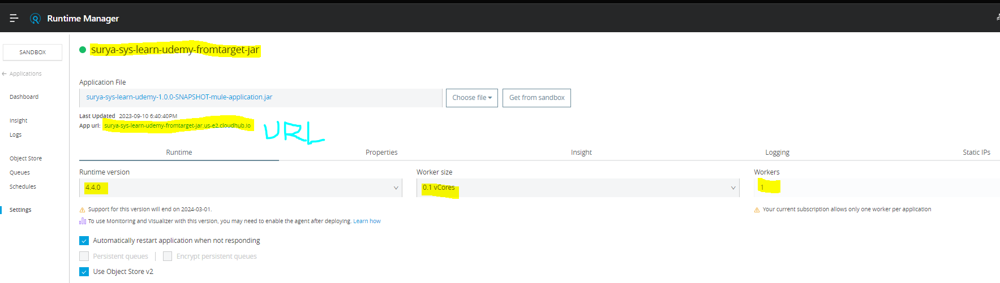 Runtime Manager
SANDBOX
Applications
Dashboard
Insight
Logs
Object Store
Queues
Schedules
Settings
surya-sys-learn-udemy-fromtarget-jar
Application File
surya-sys-learn-udemy-1.0.0-SNAPSHOT-mule-application.jar
Choose file
Get from sandbox
Last Updated 2023-09-10 6:40:40PM
App url: surya-sys-learn-udemy-fromtarget-jar.us-e2.cloudhub.io
URL
Runtime Properties Insight Logging Static IPs
Runtime version
4.4.0
Support for this version will end on 2024-03-01.
To use Monitoring and Visualizer with this version, you may need to enable the agent after deploying. Learn how
Worker size
0.1 vCores
Workers
1
Your current subscription allows only one worker per application
Automatically restart application when not responding
Persistent queues
Encrypt persistent queues
Use Object Store v2